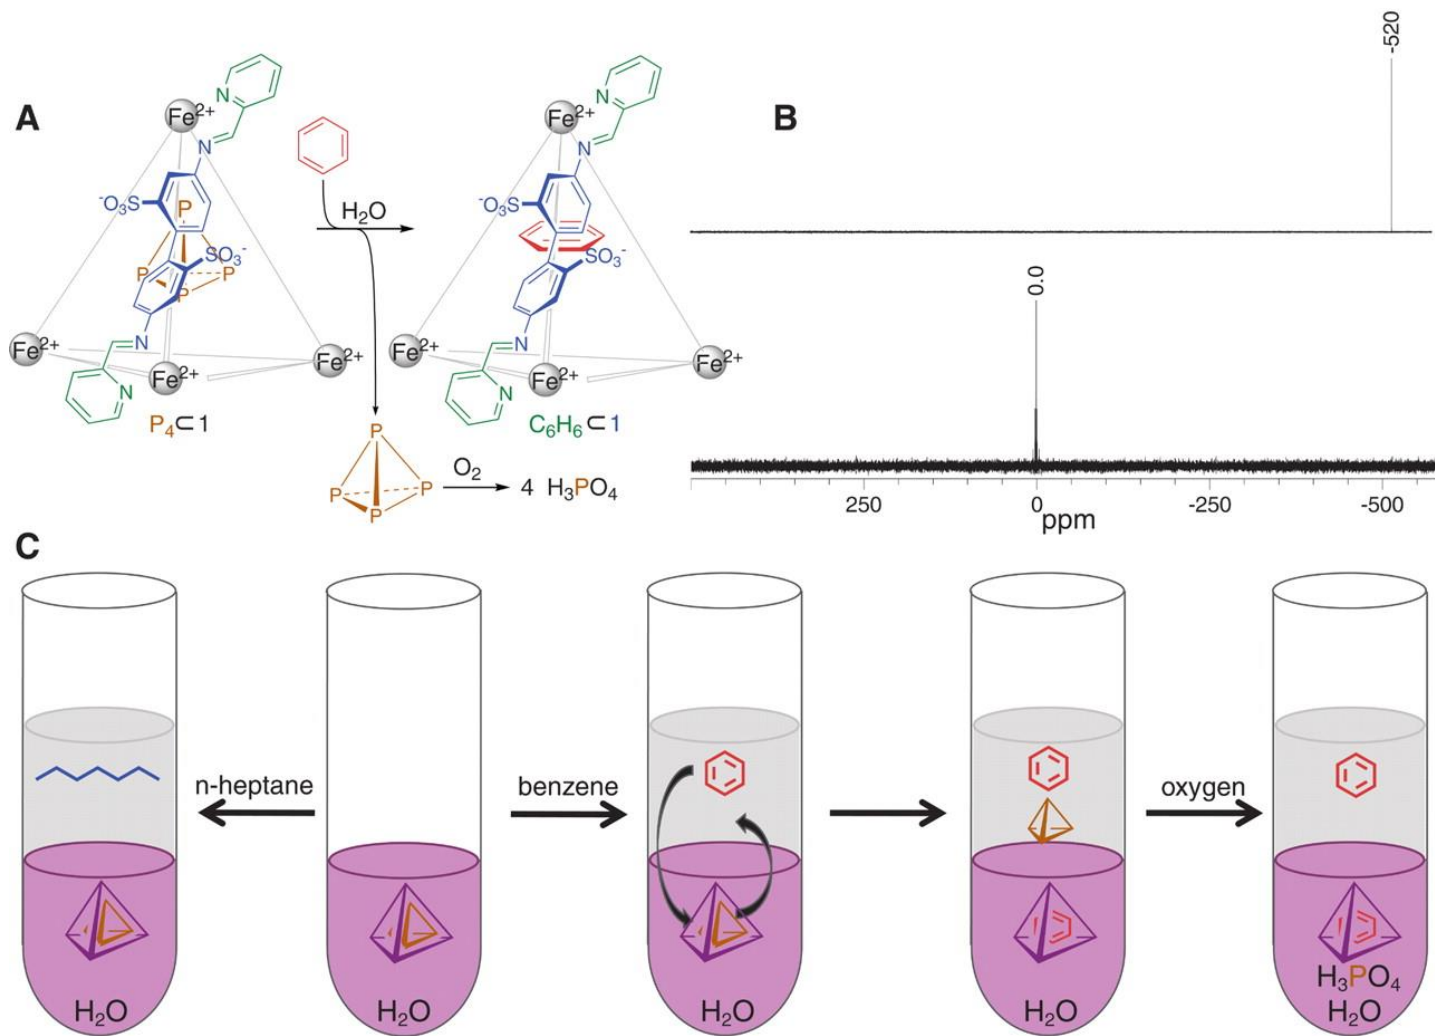 A
N
Fe²⁺
N
⁻O₃S
P
SO₃⁻
P
P
P
N
Fe²⁺
Fe²⁺
Fe²⁺
N
P₄⊂1
H₂O
N
Fe²⁺
N
⁻O₃S
SO₃⁻
N
Fe²⁺
Fe²⁺
Fe²⁺
N
C₆H₆⊂1
P
P
P
P
O₂
4 H₃PO₄
B
-520
0.0
250 0 -250 -500
ppm
C
n-heptane
benzene
oxygen
H₂O
H₂O
H₂O
H₂O
H₃PO₄
H₂O